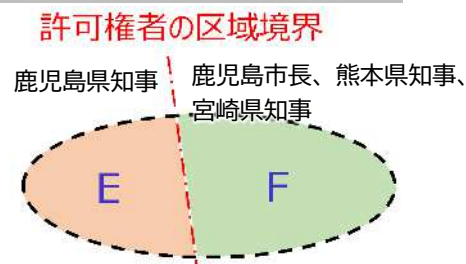 許可権者の区域境界
鹿児島県知事
鹿児島市長、熊本県知事、
宮崎県知事
E
F